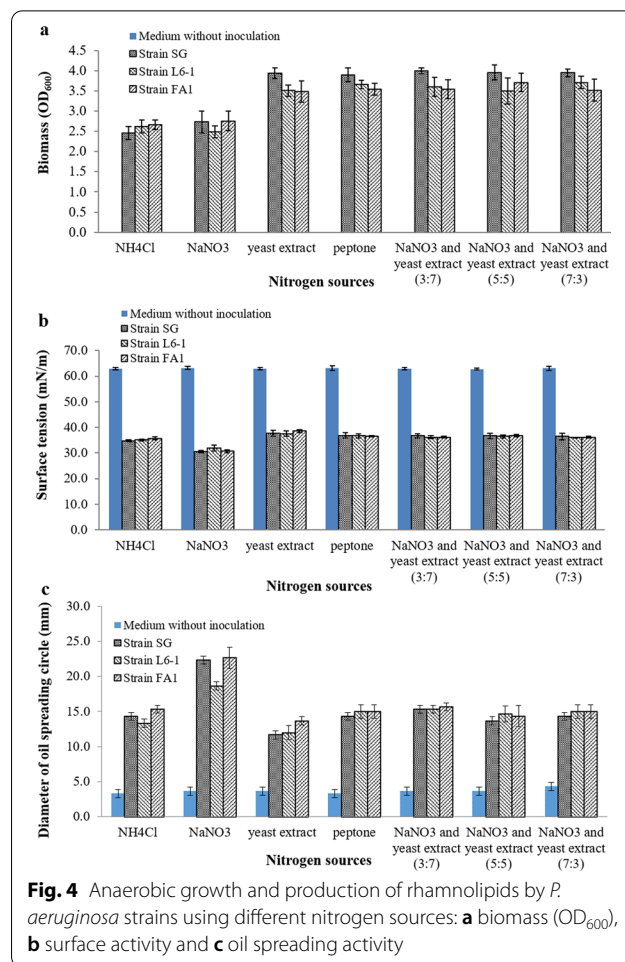 a
Medium without inoculation
Strain SG
Strain L6-1
Strain FA1
Biomass (OD600)
4.5
4.0
3.5
3.0
2.5
2.0
1.5
1.0
0.5
0.0
NH4Cl NaNO3 yeast extract peptone NaNO3 and yeast extract (3:7) NaNO3 and yeast extract (5:5) NaNO3 and yeast extract (7:3)
Nitrogen sources
b
Medium without inoculation
Strain SG
Strain L6-1
Strain FA1
Surface tension (mN/m)
70.0
60.0
50.0
40.0
30.0
20.0
10.0
0.0
NH4Cl NaNO3 yeast extract peptone NaNO3 and yeast extract (3:7) NaNO3 and yeast extract (5:5) NaNO3 and yeast extract (7:3)
Nitrogen sources
c
Medium without inoculation
Strain SG
Strain L6-1
Strain FA1
Diameter of oil spreading circle (mm)
30.0
25.0
20.0
15.0
10.0
5.0
0.0
NH4Cl NaNO3 yeast extract peptone NaNO3 and yeast extract (3:7) NaNO3 and yeast extract (5:5) NaNO3 and yeast extract (7:3)
Nitrogen sources
Fig. 4 Anaerobic growth and production of rhamnolipids by P.
aeruginosa strains using different nitrogen sources: a biomass (OD600),
b surface activity and c oil spreading activity